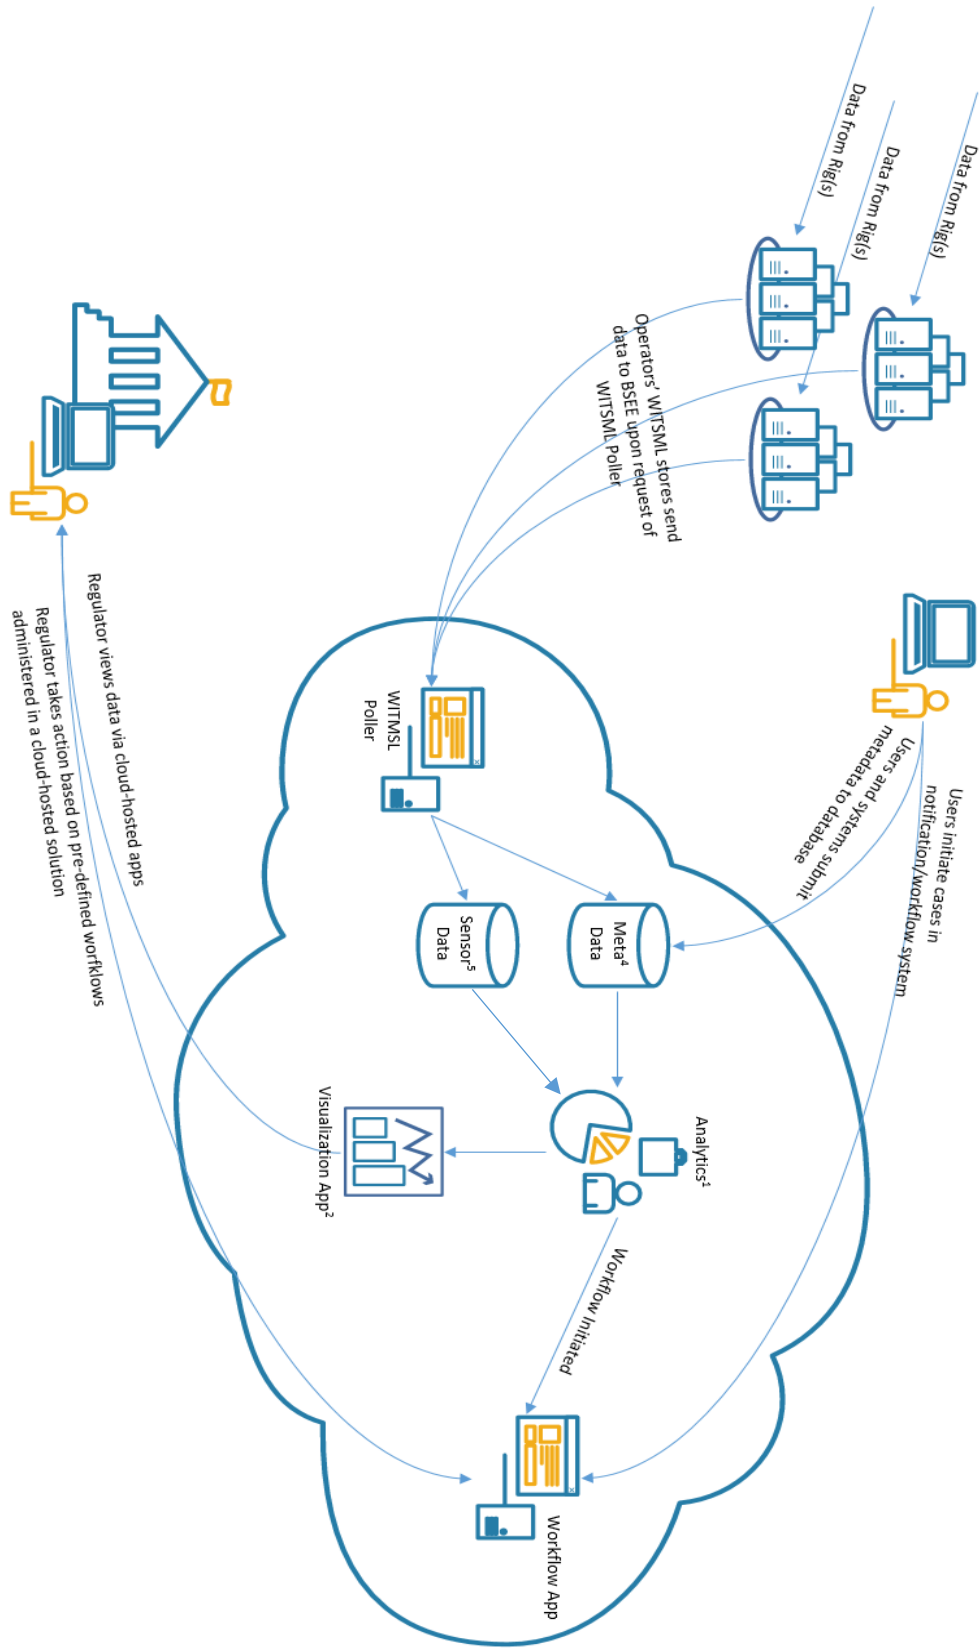 Data from Rig(s)
Data from Rig(s)
Data from Rig(s)
Operators' WITSML stores send
data to BSEE upon request of
WITSML Poller
Users initiate cases in
notification/workflow system
Users and systems submit
metadata to database
WITMSL
Poller
Meta⁴
Data
Sensor⁵
Data
Analytics¹
Visualization App²
Workflow Initiated
Workflow App
Regulator views data via cloud-hosted apps
Regulator takes action based on pre-defined worfklows
administered in a cloud-hosted solution